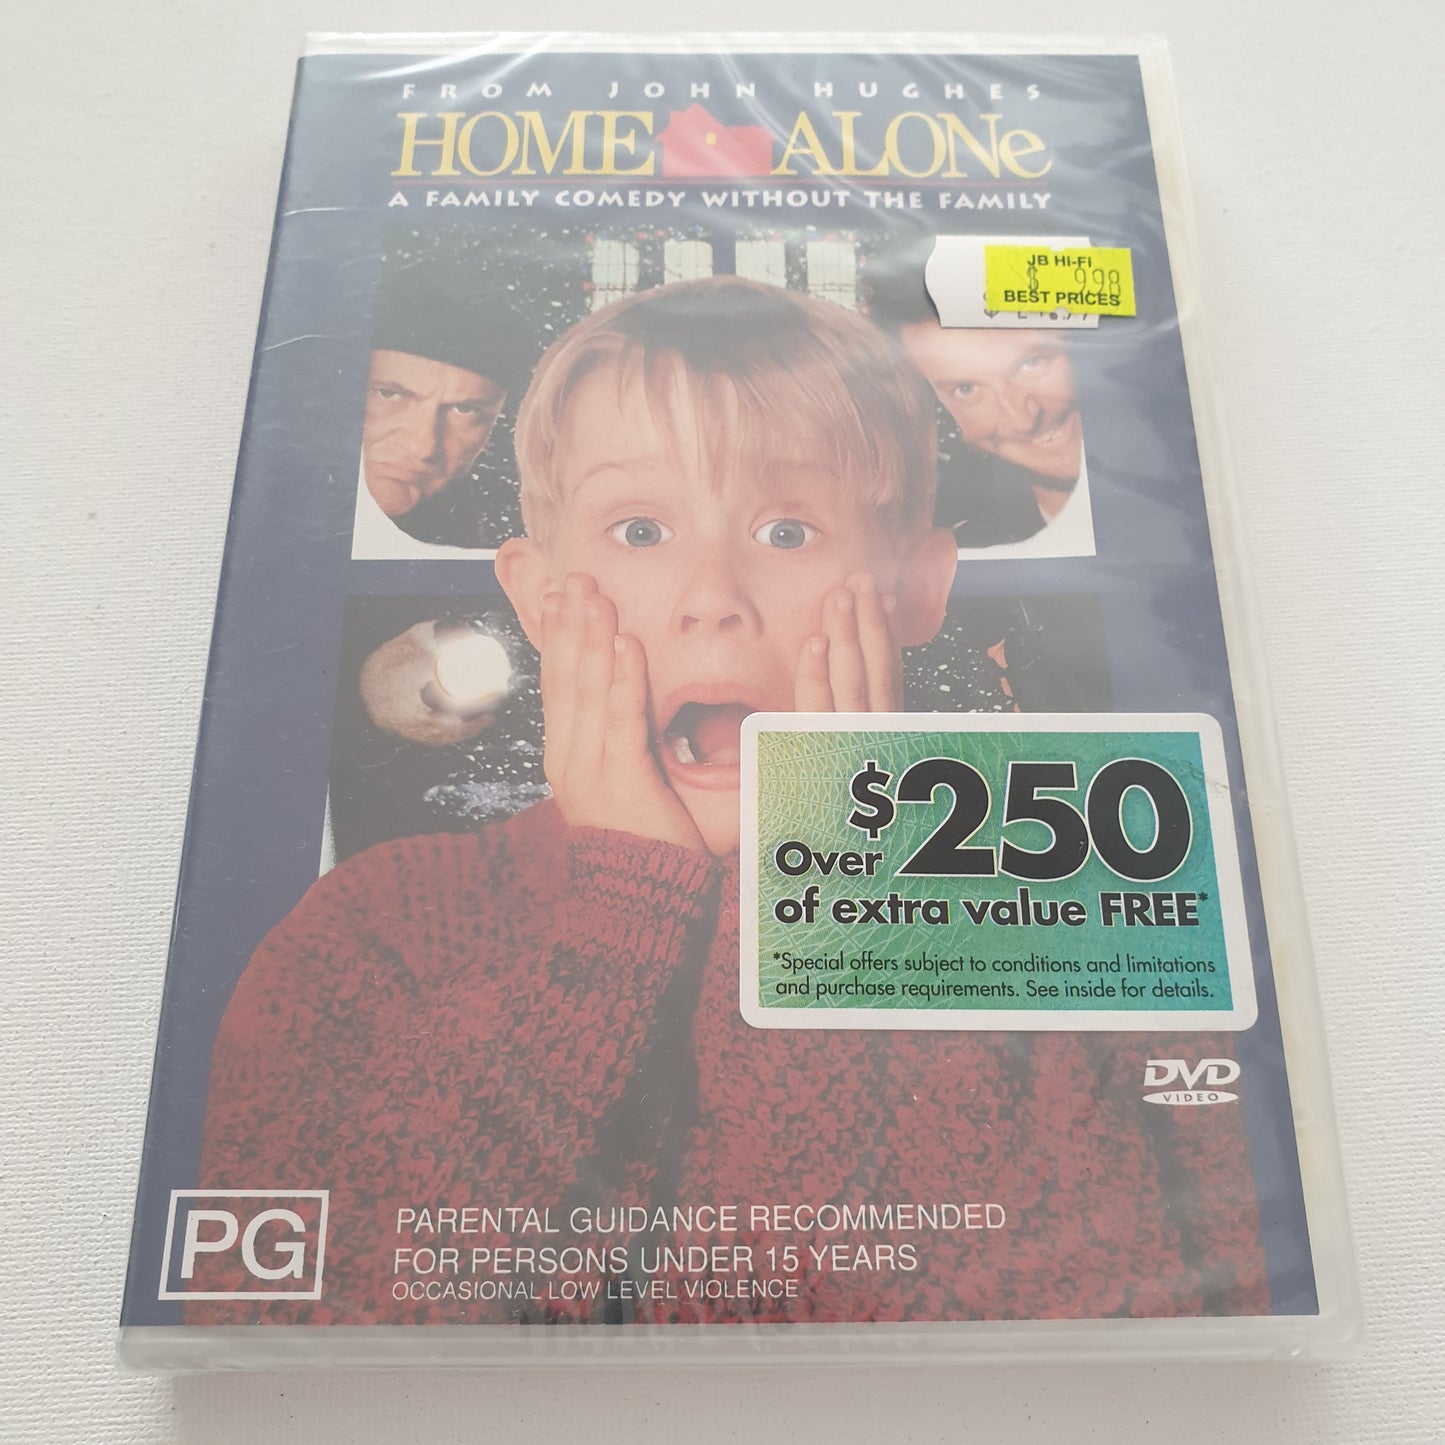 FROM JOHN HUGHES
HOME ALONe
A FAMILY COMEDY WITHOUT THE FAMILY
JB HI-FI
$ 9.98
BEST PRICES
$250
Over
of extra value FREE*
*Special offers subject to conditions and limitations
and purchase requirements. See inside for details.
DVD
VIDEO
PG
PARENTAL GUIDANCE RECOMMENDED
FOR PERSONS UNDER 15 YEARS
OCCASIONAL LOW LEVEL VIOLENCE